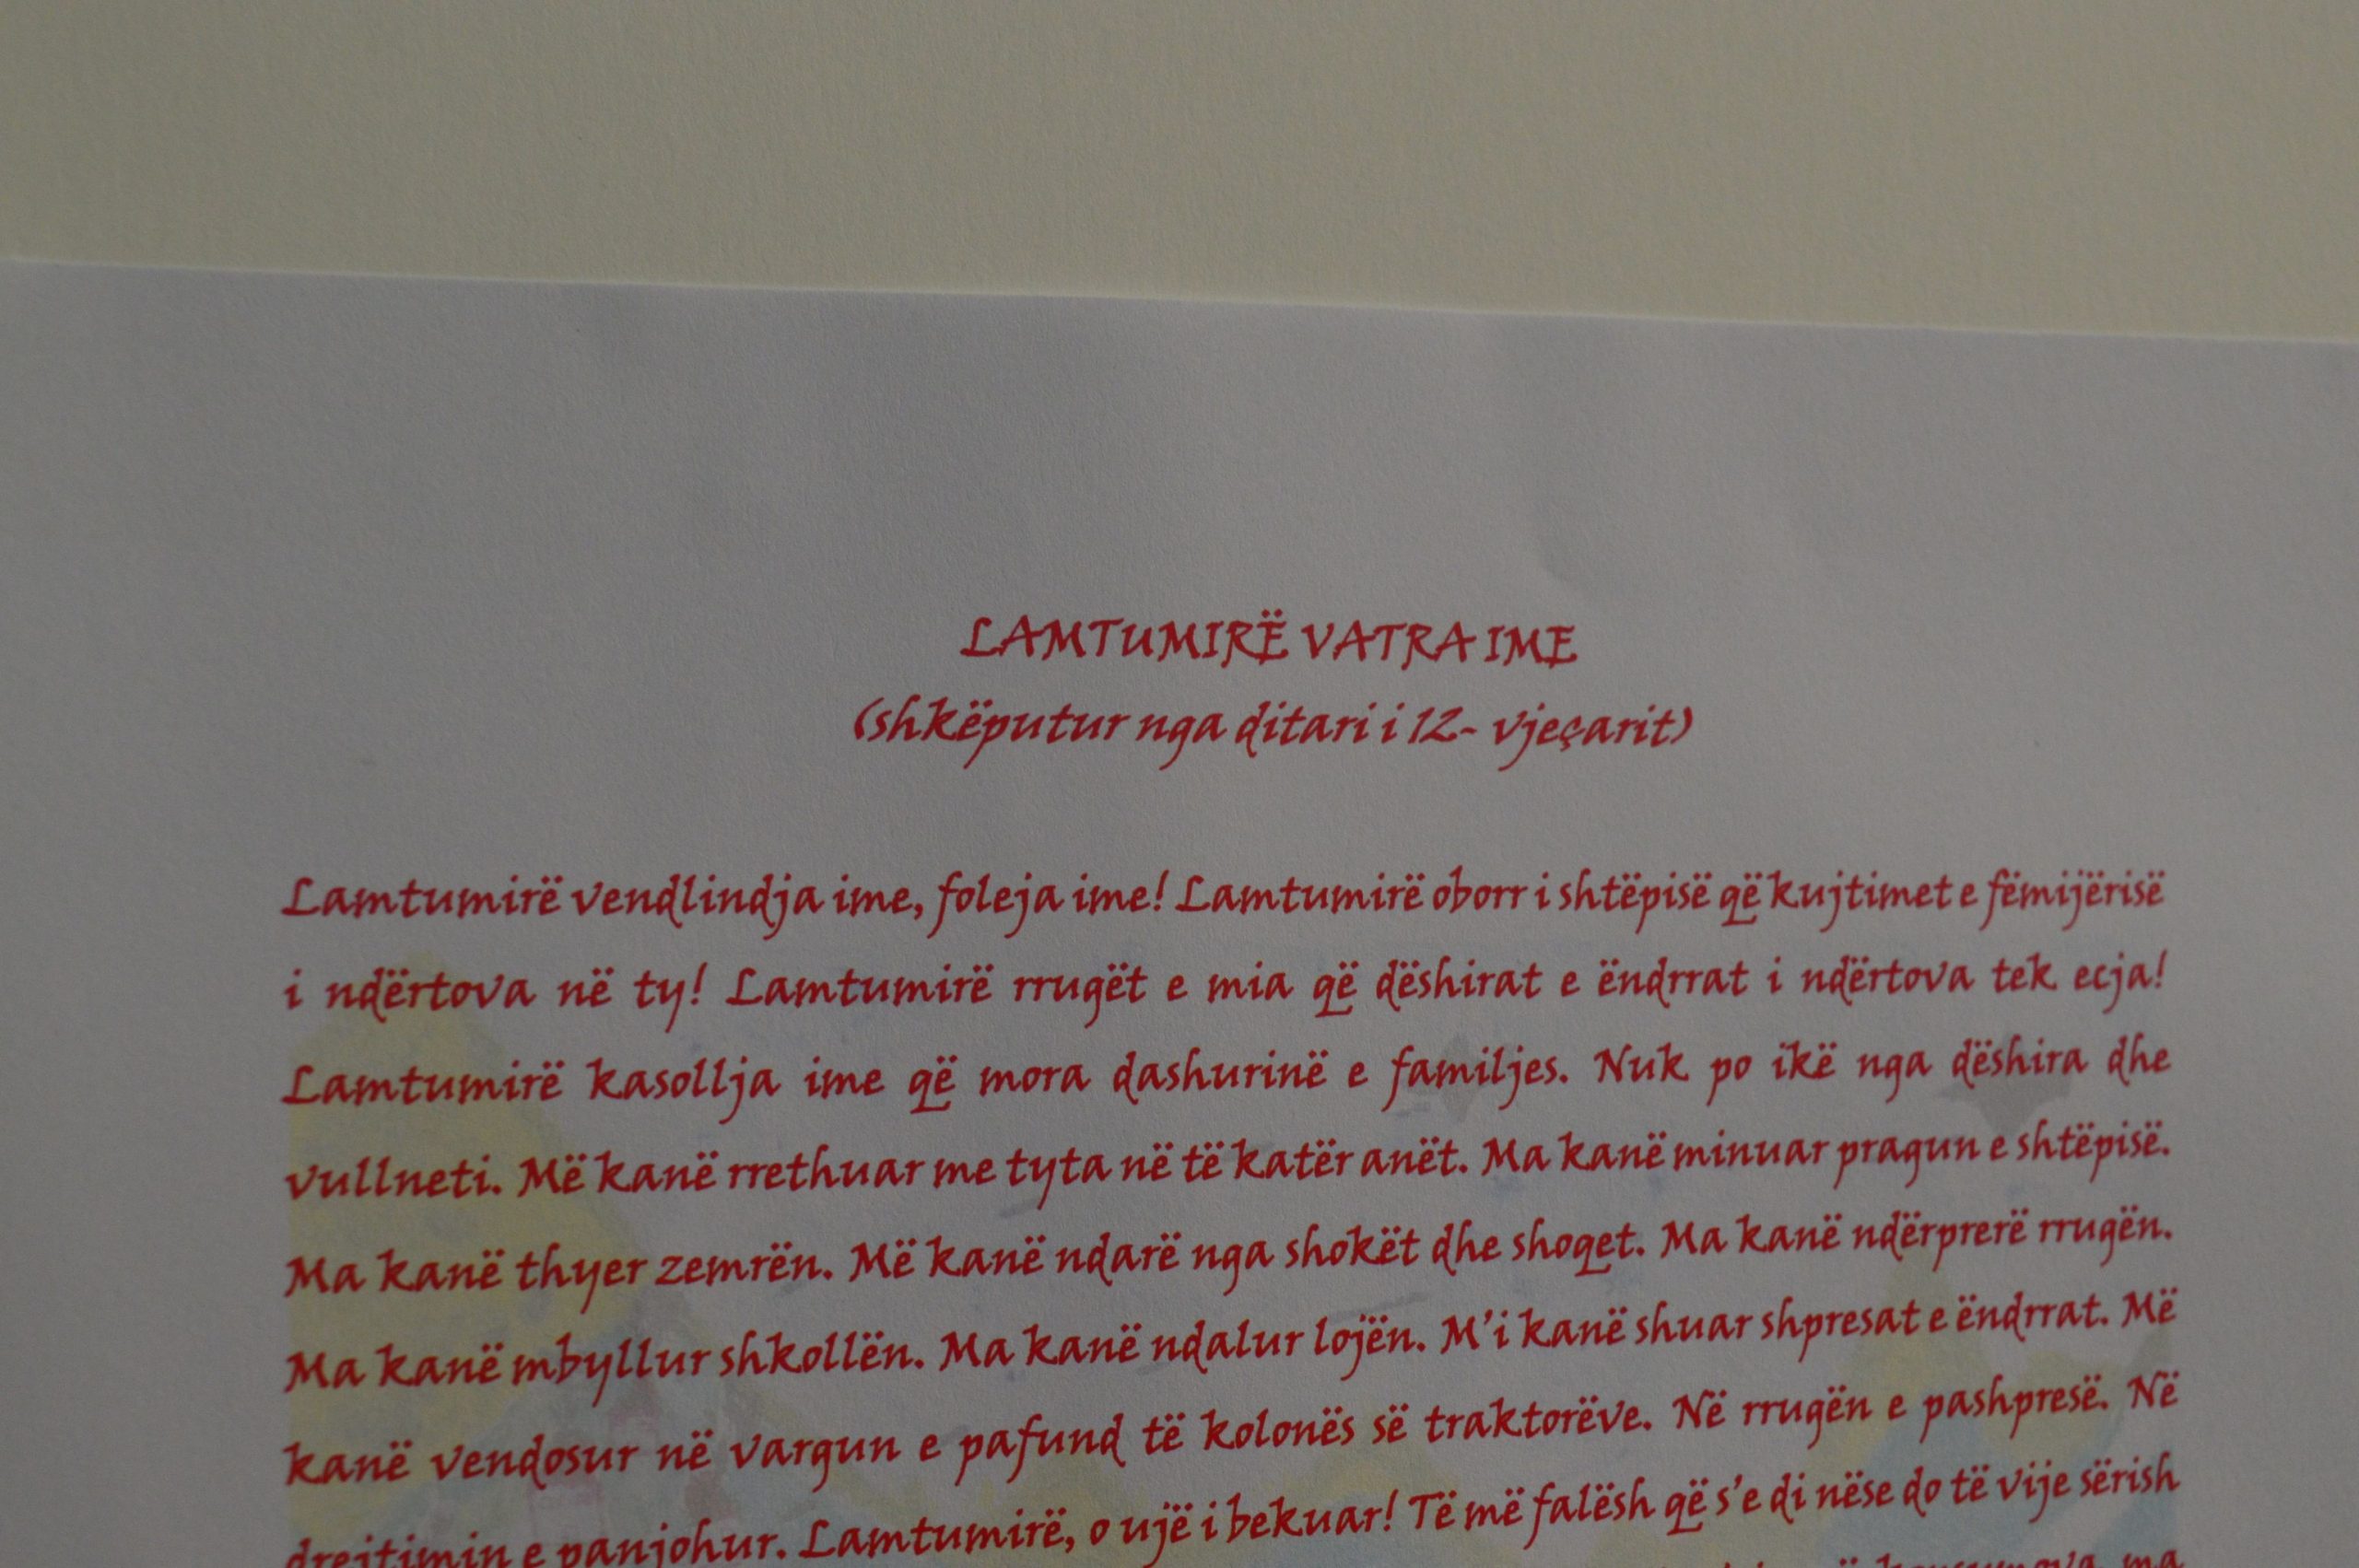 LAMTUMIRË VATRA IME
(shkëputur nga ditari i 12- vjeçarit)
Lamtumirë vendlindja ime, foleja ime! Lamtumirë oborr i shtëpisë që kujtimet e fëmijërisë
i ndërtova në ty! Lamtumirë rrugët e mia që dëshirat e ëndrrat i ndërtova tek ecja!
Lamtumirë kasollja ime që mora dashurinë e familjes. Nuk po ikë nga dëshira dhe
vullneti. Më kanë rrethuar me tyta në të katër anët. Ma kanë minuar pragun e shtëpisë.
Ma kanë thyer zemrën. Më kanë ndarë nga shokët dhe shoqet. Ma kanë ndërprerë rrugën.
Ma kanë mbyllur shkollën. Ma kanë ndalur lojën. M'i kanë shuar shpresat e ëndrrat. Më
kanë vendosur në vargun e pafund të kolonës së traktorëve. Në rrugën e pashpresë. Në
drejtimin e panjohur. Lamtumirë, o ujë i bekuar! Të më falësh që s'e di nëse do të vije sërish
ma